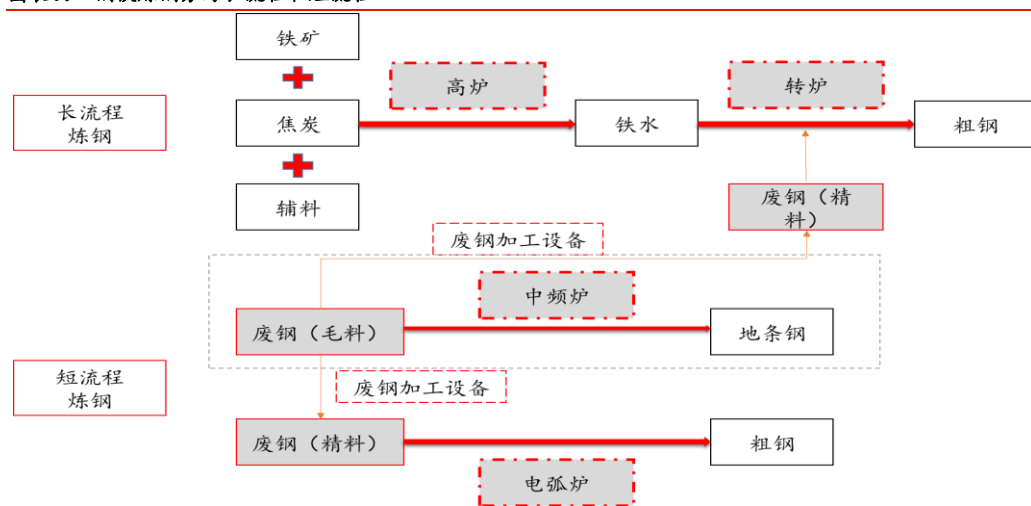 铁矿
高炉
转炉
长流程
炼钢
焦炭
铁水
粗钢
辅料
废钢（精
料）
废钢加工设备
中频炉
废钢（毛料）
地条钢
短流程
炼钢
废钢加工设备
废钢（精料）
粗钢
电弧炉